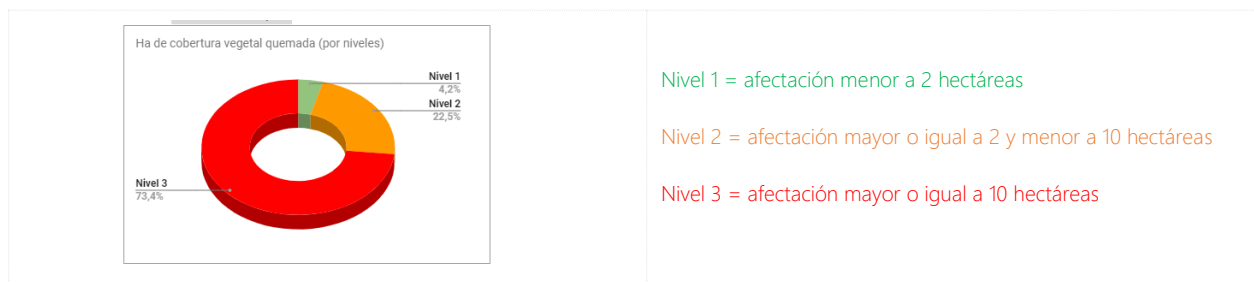 Ha de cobertura vegetal quemada (por niveles)
Nivel 1
4,2%
Nivel 2
22,5%
Nivel 3
73,4%
Nivel 1 = afectación menor a 2 hectáreas
Nivel 2 = afectación mayor o igual a 2 y menor a 10 hectáreas
Nivel 3 = afectación mayor o igual a 10 hectáreas